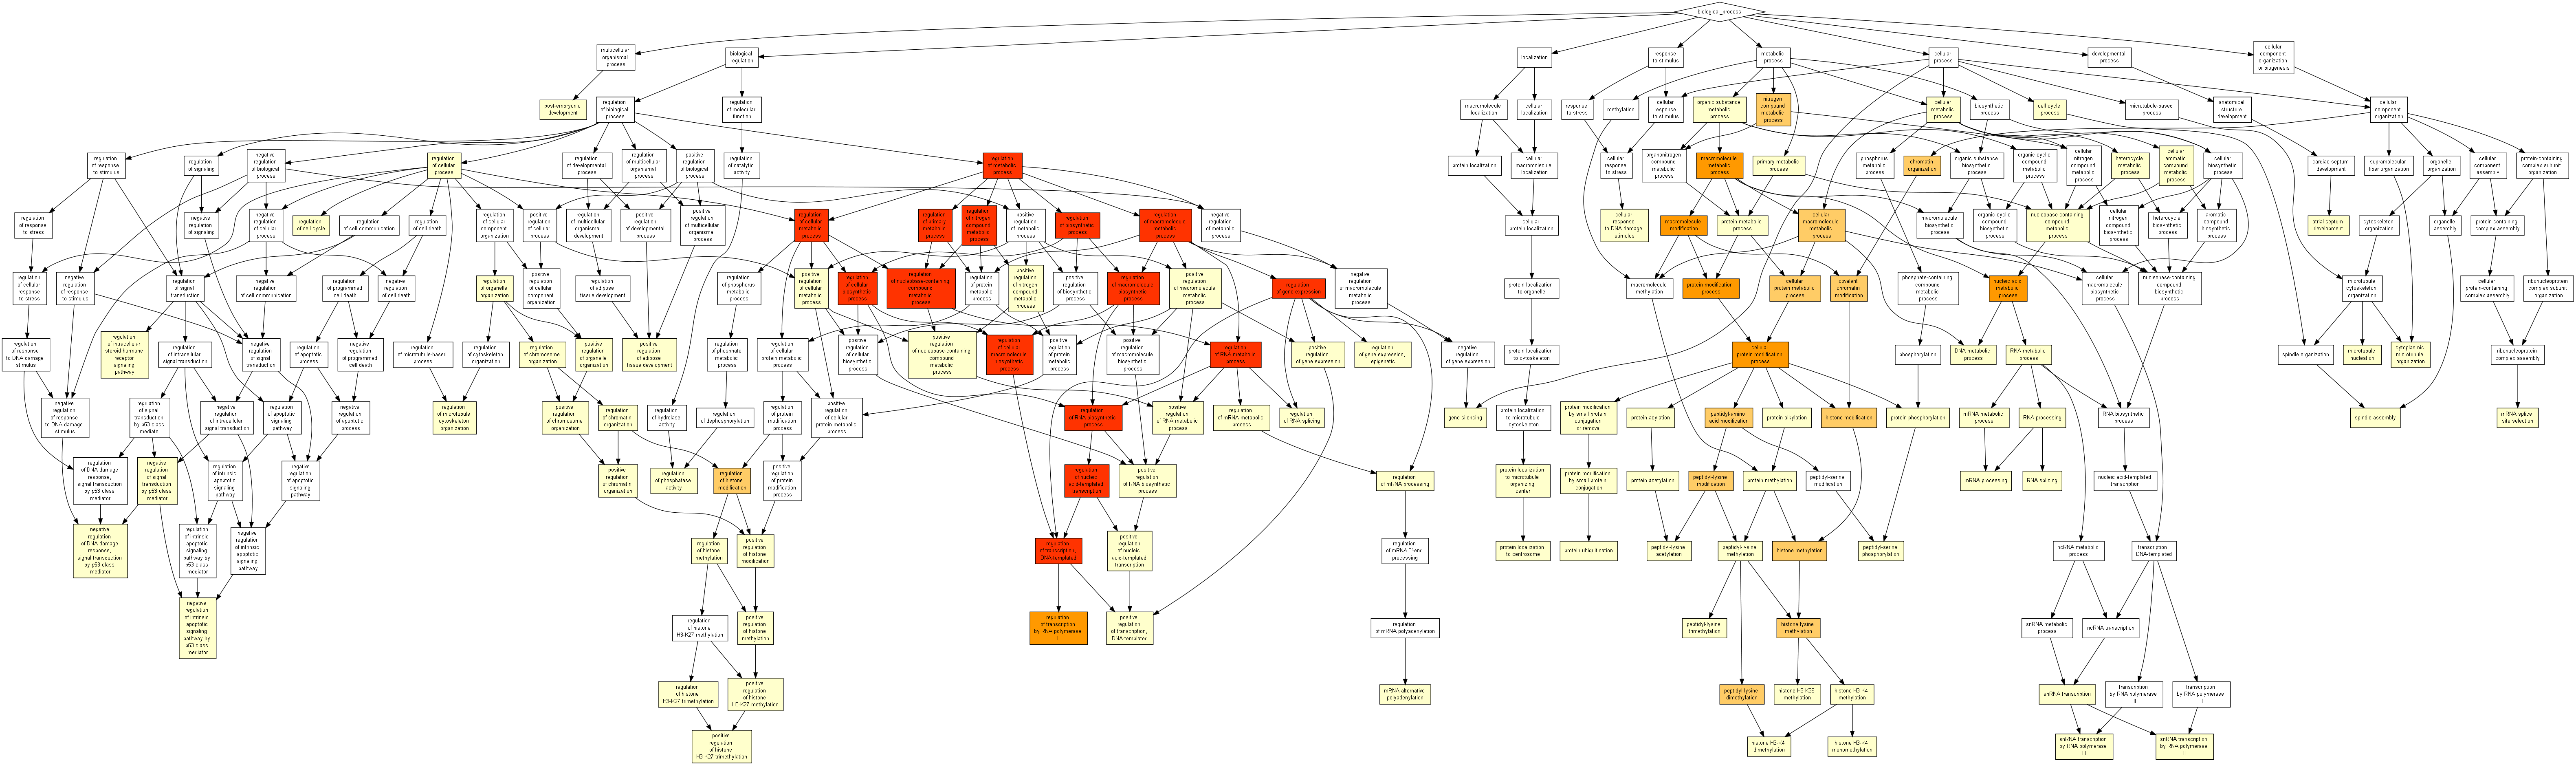 biological_process
multicellular
organismal
process
biological
regulation
localization
response
to stimulus
metabolic
process
cellular
process
developmental
process
cellular
component
organization
or biogenesis
post-embryonic
development
regulation
of biological
process
regulation
of molecular
function
macromolecule
localization
cellular
localization
response
to stress
methylation
cellular
response
to stimulus
organic substance
metabolic
process
nitrogen
compound
metabolic
process
cellular
metabolic
process
biosynthetic
process
cell cycle
process
microtubule-based
process
anatomical
structure
development
cellular
component
organization
regulation
of response
to stimulus
regulation
of signaling
negative
regulation
of biological
process
regulation
of cellular
process
regulation
of developmental
process
regulation
of multicellular
organismal
process
positive
regulation
of biological
process
regulation
of catalytic
activity
regulation
of metabolic
process
protein localization
cellular
macromolecule
localization
cellular
response
to stress
organonitrogen
compound
metabolic
process
macromolecule
metabolic
process
primary metabolic
process
phosphorus
metabolic
process
chromatin
organization
organic substance
biosynthetic
process
organic cyclic
compound
metabolic
process
cellular
nitrogen
compound
metabolic
process
heterocycle
metabolic
process
cellular
aromatic
compound
metabolic
process
cellular
biosynthetic
process
cardiac septum
development
supramolecular
fiber organization
organelle
organization
cellular
component
assembly
protein-containing
complex subunit
organization
regulation
of response
to stress
negative
regulation
of signaling
negative
regulation
of cellular
process
regulation
of cell cycle
regulation
of cell communication
regulation
of cell death
regulation
of cellular
component
organization
positive
regulation
of cellular
process
regulation
of multicellular
organismal
development
positive
regulation
of developmental
process
positive
regulation
of multicellular
organismal
process
regulation
of cellular
metabolic
process
regulation
of primary
metabolic
process
regulation
of nitrogen
compound
metabolic
process
positive
regulation
of metabolic
process
regulation
of biosynthetic
process
regulation
of macromolecule
metabolic
process
negative
regulation
of metabolic
process
cellular
protein localization
cellular
response
to DNA damage
stimulus
macromolecule
modification
protein metabolic
process
cellular
macromolecule
metabolic
process
macromolecule
biosynthetic
process
organic cyclic
compound
biosynthetic
process
nucleobase-containing
compound
metabolic
process
cellular
nitrogen
compound
biosynthetic
process
heterocycle
biosynthetic
process
aromatic
compound
biosynthetic
process
atrial septum
development
cytoskeleton
organization
organelle
assembly
protein-containing
complex assembly
regulation
of cellular
response
to stress
negative
regulation
of response
to stimulus
regulation
of signal
transduction
negative
regulation
of cell communication
regulation
of programmed
cell death
negative
regulation
of cell death
regulation
of organelle
organization
positive
regulation
of cellular
component
organization
regulation
of adipose
tissue development
regulation
of phosphorus
metabolic
process
positive
regulation
of cellular
metabolic
process
regulation
of cellular
biosynthetic
process
regulation
of nucleobase-containing
compound
metabolic
process
regulation
of protein
metabolic
process
positive
regulation
of nitrogen
compound
metabolic
process
positive
regulation
of biosynthetic
process
regulation
of macromolecule
biosynthetic
process
positive
regulation
of macromolecule
metabolic
process
regulation
of gene expression
negative
regulation
of macromolecule
metabolic
process
protein localization
to organelle
macromolecule
methylation
protein modification
process
cellular
protein metabolic
process
covalent
chromatin
modification
phosphate-containing
compound
metabolic
process
nucleic acid
metabolic
process
cellular
macromolecule
biosynthetic
process
nucleobase-containing
compound
biosynthetic
process
microtubule
cytoskeleton
organization
cellular
protein-containing
complex assembly
ribonucleoprotein
complex subunit
organization
regulation
of response
to DNA damage
stimulus
regulation
of intracellular
steroid hormone
receptor
signaling
pathway
regulation
of intracellular
signal transduction
negative
regulation
of signal
transduction
regulation
of apoptotic
process
negative
regulation
of programmed
cell death
regulation
of microtubule-based
process
regulation
of cytoskeleton
organization
regulation
of chromosome
organization
positive
regulation
of organelle
organization
positive
regulation
of adipose
tissue development
regulation
of phosphate
metabolic
process
regulation
of cellular
protein metabolic
process
positive
regulation
of cellular
biosynthetic
process
positive
regulation
of nucleobase-containing
compound
metabolic
process
regulation
of cellular
macromolecule
biosynthetic
process
positive
regulation
of protein
metabolic
process
positive
regulation
of macromolecule
biosynthetic
process
regulation
of RNA metabolic
process
positive
regulation
of gene expression
regulation
of gene expression,
epigenetic
negative
regulation
of gene expression
protein localization
to cytoskeleton
cellular
protein modification
process
phosphorylation
DNA metabolic
process
RNA metabolic
process
spindle organization
microtubule
nucleation
cytoplasmic
microtubule
organization
ribonucleoprotein
complex assembly
negative
regulation
of response
to DNA damage
stimulus
regulation
of signal
transduction
by p53 class
mediator
negative
regulation
of intracellular
signal transduction
regulation
of apoptotic
signaling
pathway
negative
regulation
of apoptotic
process
regulation
of microtubule
cytoskeleton
organization
positive
regulation
of chromosome
organization
regulation
of chromatin
organization
regulation
of hydrolase
activity
regulation
of dephosphorylation
regulation
of protein
modification
process
positive
regulation
of cellular
protein metabolic
process
regulation
of RNA biosynthetic
process
positive
regulation
of RNA metabolic
process
regulation
of mRNA metabolic
process
regulation
of RNA splicing
gene silencing
protein localization
to microtubule
cytoskeleton
protein modification
by small protein
conjugation
or removal
protein acylation
peptidyl-amino
acid modification
protein alkylation
histone modification
protein phosphorylation
mRNA metabolic
process
RNA processing
RNA biosynthetic
process
spindle assembly
mRNA splice
site selection
regulation
of DNA damage
response,
signal transduction
by p53 class
mediator
negative
regulation
of signal
transduction
by p53 class
mediator
regulation
of intrinsic
apoptotic
signaling
pathway
negative
regulation
of apoptotic
signaling
pathway
positive
regulation
of chromatin
organization
regulation
of phosphatase
activity
regulation
of histone
modification
positive
regulation
of protein
modification
process
regulation
of nucleic
acid-templated
transcription
positive
regulation
of RNA biosynthetic
process
regulation
of mRNA processing
protein localization
to microtubule
organizing
center
protein modification
by small protein
conjugation
protein acetylation
peptidyl-lysine
modification
protein methylation
peptidyl-serine
modification
mRNA processing
RNA splicing
nucleic acid-templated
transcription
negative
regulation
of DNA damage
response,
signal transduction
by p53 class
mediator
regulation
of intrinsic
apoptotic
signaling
pathway by
p53 class
mediator
negative
regulation
of intrinsic
apoptotic
signaling
pathway
regulation
of histone
methylation
positive
regulation
of histone
modification
regulation
of transcription,
DNA-templated
positive
regulation
of nucleic
acid-templated
transcription
regulation
of mRNA 3'-end
processing
protein localization
to centrosome
protein ubiquitination
peptidyl-lysine
acetylation
peptidyl-lysine
methylation
histone methylation
peptidyl-serine
phosphorylation
ncRNA metabolic
process
transcription,
DNA-templated
negative
regulation
of intrinsic
apoptotic
signaling
pathway by
p53 class
mediator
regulation
of histone
H3-K27 methylation
positive
regulation
of histone
methylation
regulation
of transcription
by RNA polymerase
II
positive
regulation
of transcription,
DNA-templated
regulation
of mRNA polyadenylation
peptidyl-lysine
trimethylation
histone lysine
methylation
snRNA metabolic
process
ncRNA transcription
regulation
of histone
H3-K27 trimethylation
positive
regulation
of histone
H3-K27 methylation
mRNA alternative
polyadenylation
peptidyl-lysine
dimethylation
histone H3-K36
methylation
histone H3-K4
methylation
snRNA transcription
transcription
by RNA polymerase
III
transcription
by RNA polymerase
II
positive
regulation
of histone
H3-K27 trimethylation
histone H3-K4
dimethylation
histone H3-K4
monomethylation
snRNA transcription
by RNA polymerase
III
snRNA transcription
by RNA polymerase
II